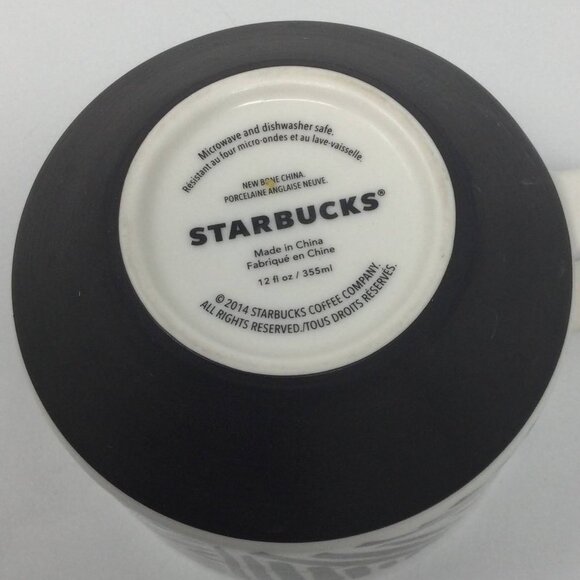 Microwave and dishwasher safe.
Résistant au four micro-ondes et au lave-vaisselle.
NEW BONE CHINA.
PORCELAINE ANGLAISE NEUVE.
STARBUCKS®
Made in China
Fabriqué en Chine
12 fl oz / 355ml
© 2014 STARBUCKS COFFEE COMPANY.
ALL RIGHTS RESERVED./TOUS DROITS RÉSERVÉS.